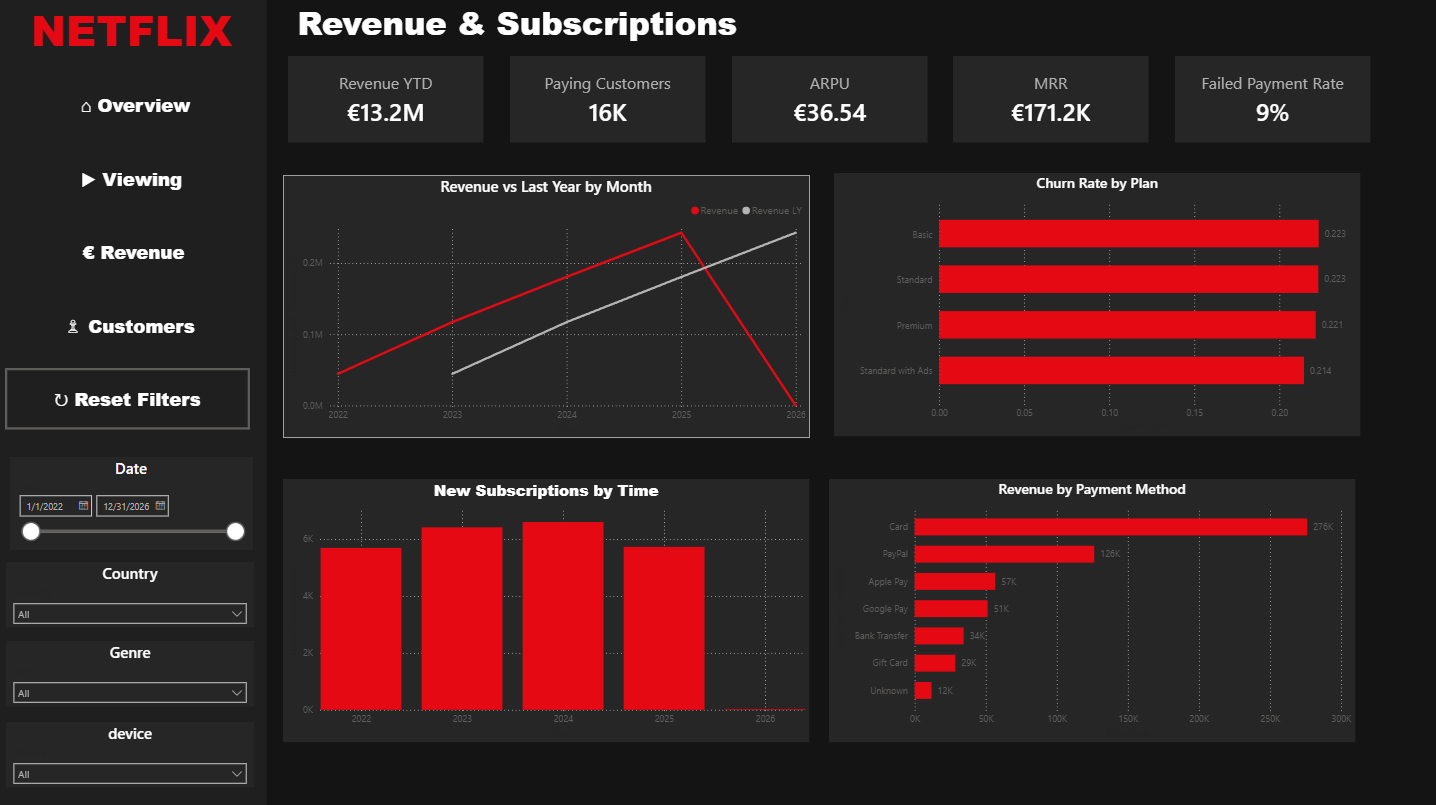 NETFLIX
⌂ Overview
▶ Viewing
€ Revenue
♙ Customers
↻ Reset Filters
Date
1/1/2022
12/31/2026
Country
All
Genre
All
device
All
Revenue & Subscriptions
Revenue YTD
€13.2M
Paying Customers
16K
ARPU
€36.54
MRR
€171.2K
Failed Payment Rate
9%
Revenue vs Last Year by Month
Revenue Revenue LY
0.2M
0.1M
0.0M
2022 2023 2024 2025 2026
Churn Rate by Plan
Basic 0.223
Standard 0.223
Premium 0.221
Standard with Ads 0.214
0.00 0.05 0.10 0.15 0.20
New Subscriptions by Time
6K
4K
2K
0K
2022 2023 2024 2025 2026
Revenue by Payment Method
Card 276K
PayPal 126K
Apple Pay 57K
Google Pay 51K
Bank Transfer 34K
Gift Card 29K
Unknown 12K
0K 50K 100K 150K 200K 250K 300K